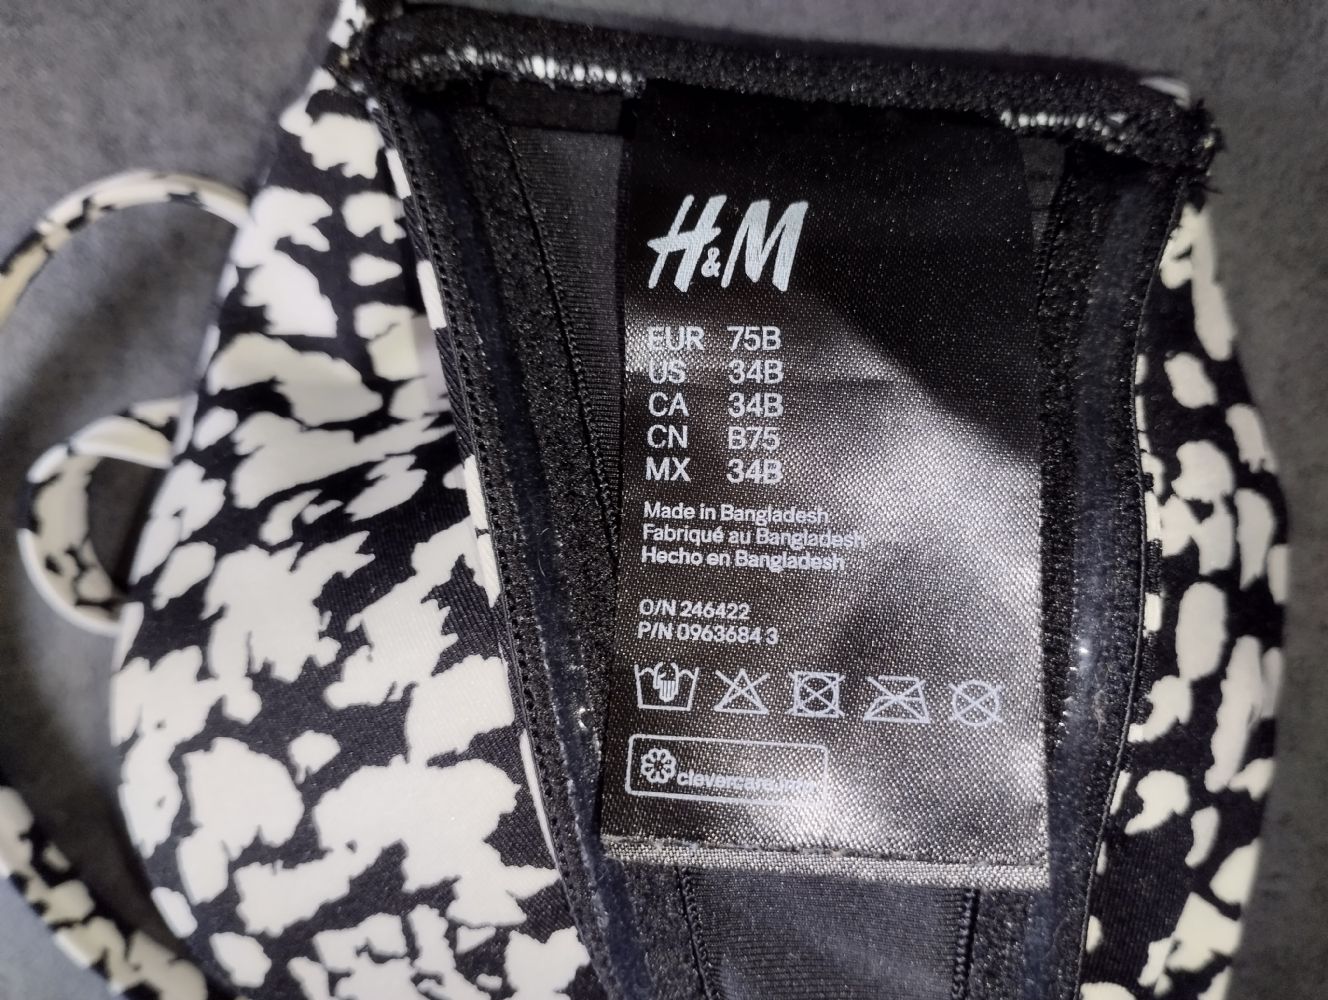 H&M
EUR 75B
US 34B
CA 34B
CN B75
MX 34B
Made in Bangladesh
Fabriqué au Bangladesh
Hecho en Bangladesh
O/N 246422
P/N 0963684 3